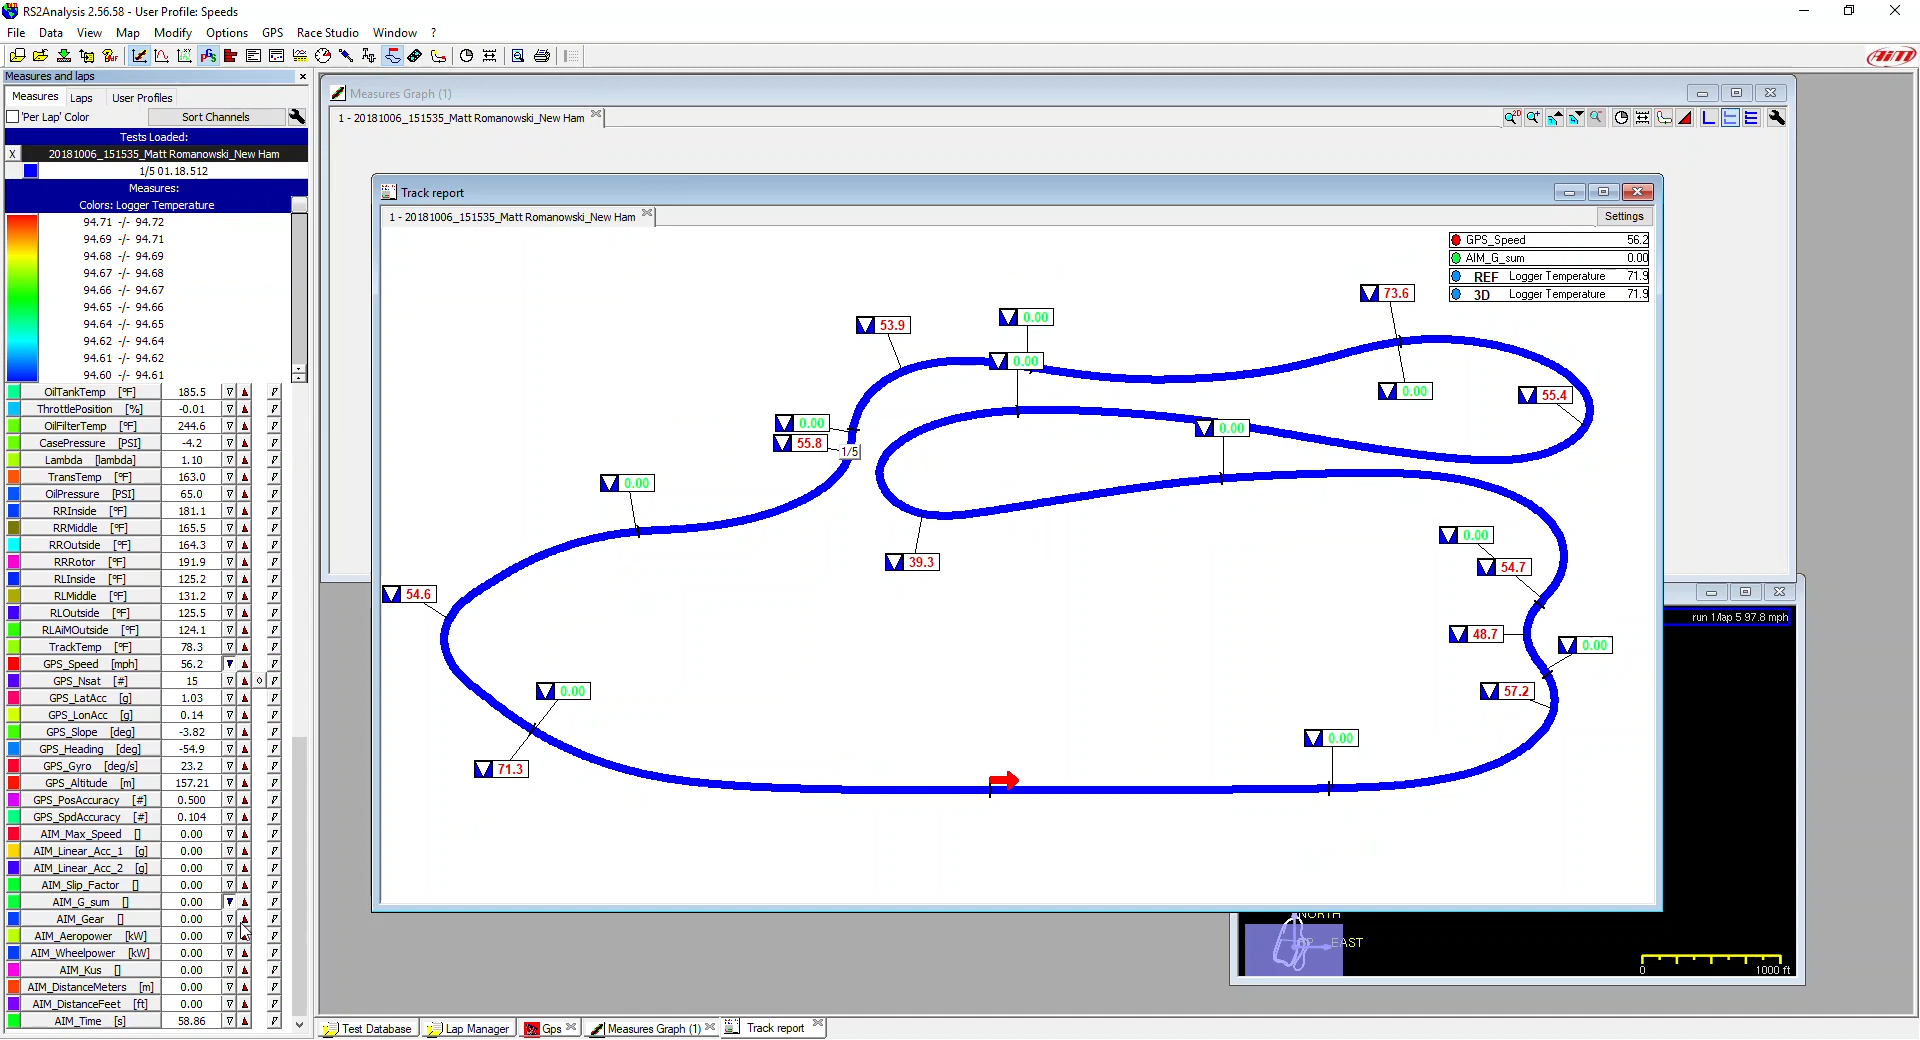 RS2Analysis 2.56.58 - User Profile: Speeds
File Data View Map Modify Options GPS Race Studio Window ?
AiM
Measures and laps
Measures Laps User Profiles
'Per Lap' Color Sort Channels
Tests Loaded:
X 20181006_151535_Matt Romanowski_New Ham
1/5 01.18.512
Measures:
Colors: Logger Temperature
94.71 -/- 94.72
94.69 -/- 94.71
94.68 -/- 94.69
94.67 -/- 94.68
94.66 -/- 94.67
94.65 -/- 94.66
94.64 -/- 94.65
94.62 -/- 94.64
94.61 -/- 94.62
94.60 -/- 94.61
OilTankTemp [°F] 185.5
ThrottlePosition [%] -0.01
OilFilterTemp [°F] 244.6
CasePressure [PSI] -4.2
Lambda [lambda] 1.10
TransTemp [°F] 163.0
OilPressure [PSI] 65.0
RRInside [°F] 181.1
RRMiddle [°F] 165.5
RROutside [°F] 164.3
RRRotor [°F] 191.9
RLInside [°F] 125.2
RLMiddle [°F] 131.2
RLOutside [°F] 125.5
RLAiMOutside [°F] 124.1
TrackTemp [°F] 78.3
GPS_Speed [mph] 56.2
GPS_Nsat [#] 15
GPS_LatAcc [g] 1.03
GPS_LonAcc [g] 0.14
GPS_Slope [deg] -3.82
GPS_Heading [deg] -54.9
GPS_Gyro [deg/s] 23.2
GPS_Altitude [m] 157.21
GPS_PosAccuracy [#] 0.500
GPS_SpdAccuracy [#] 0.104
AIM_Max_Speed [] 0.00
AIM_Linear_Acc_1 [g] 0.00
AIM_Linear_Acc_2 [g] 0.00
AIM_Slip_Factor [] 0.00
AIM_G_sum [] 0.00
AIM_Gear [] 0.00
AIM_Aeropower [kW] 0.00
AIM_Wheelpower [kW] 0.00
AIM_Kus [] 0.00
AIM_DistanceMeters [m] 0.00
AIM_DistanceFeet [ft] 0.00
AIM_Time [s] 58.86
Measures Graph (1)
1 - 20181006_151535_Matt Romanowski_New Ham
Track report
1 - 20181006_151535_Matt Romanowski_New Ham
Settings
GPS_Speed 56.2
AIM_G_sum 0.00
REF Logger Temperature 71.9
3D Logger Temperature 71.9
73.6
0.00
53.9
0.00
0.00
55.4
0.00
0.00
55.8
1/5
0.00
0.00
0.00
39.3
54.7
54.6
48.7
0.00
0.00
57.2
0.00
71.3
run 1/lap 5 97.8 mph
NORTH
EAST
0 1000 ft
Test Database Lap Manager Gps Measures Graph (1) Track report